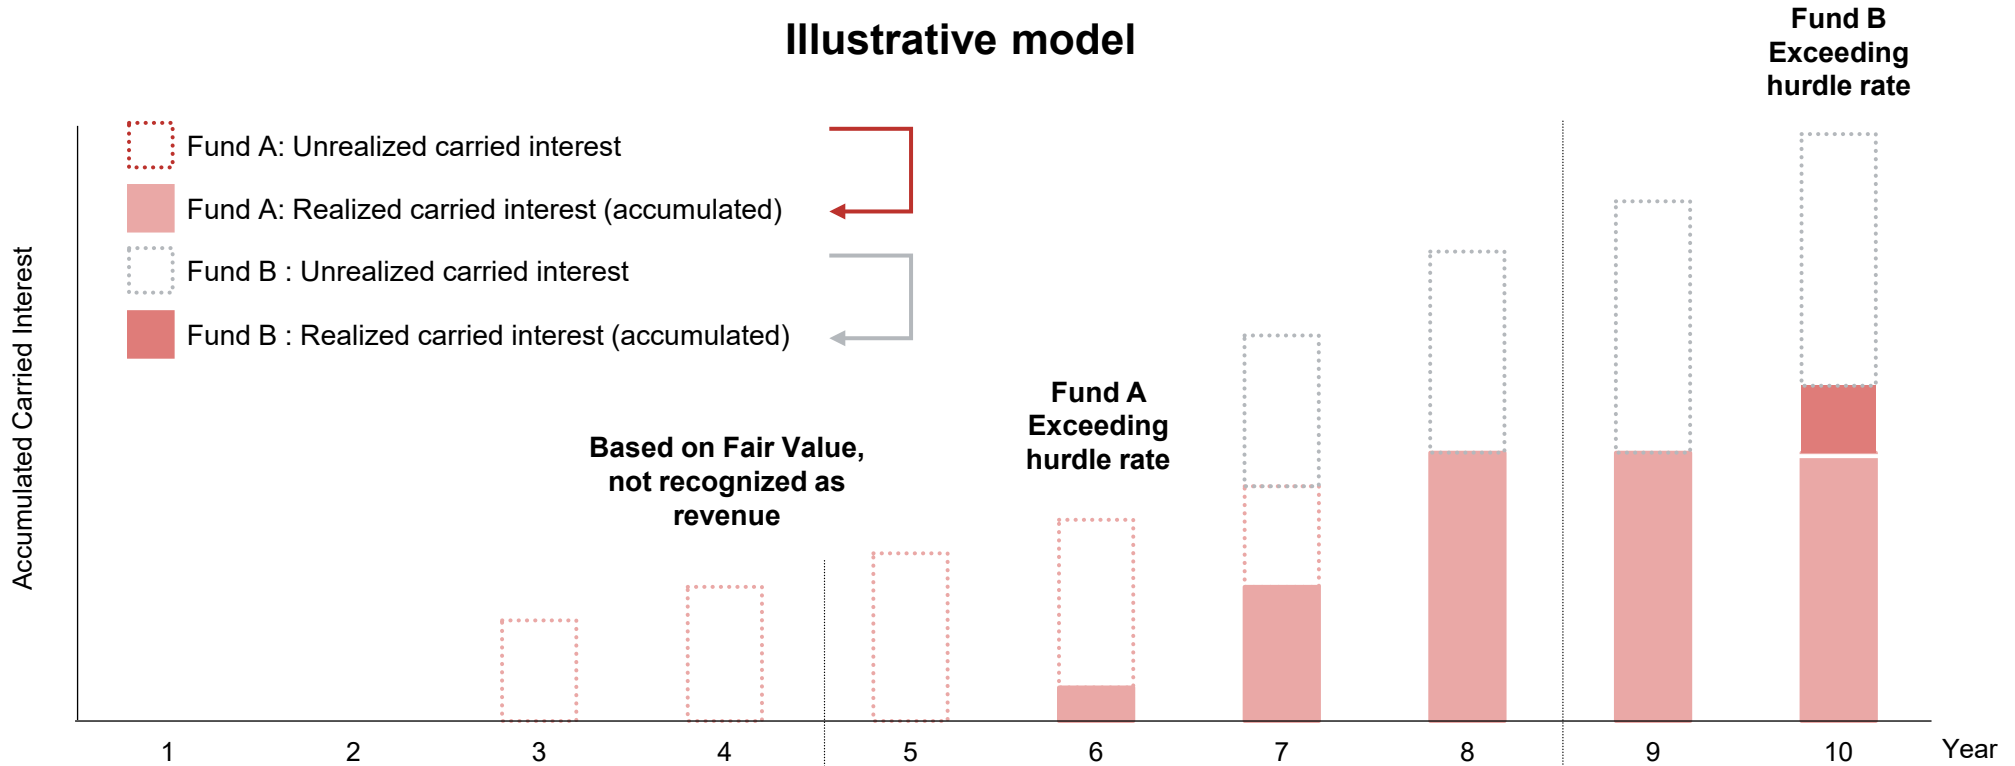 Illustrative model
Fund B
Exceeding
hurdle rate
Fund A: Unrealized carried interest
Fund A: Realized carried interest (accumulated)
Fund B : Unrealized carried interest
Fund B : Realized carried interest (accumulated)
Accumulated Carried Interest
Based on Fair Value,
not recognized as
revenue
Fund A
Exceeding
hurdle rate
1 2 3 4 5 6 7 8 9 10 Year